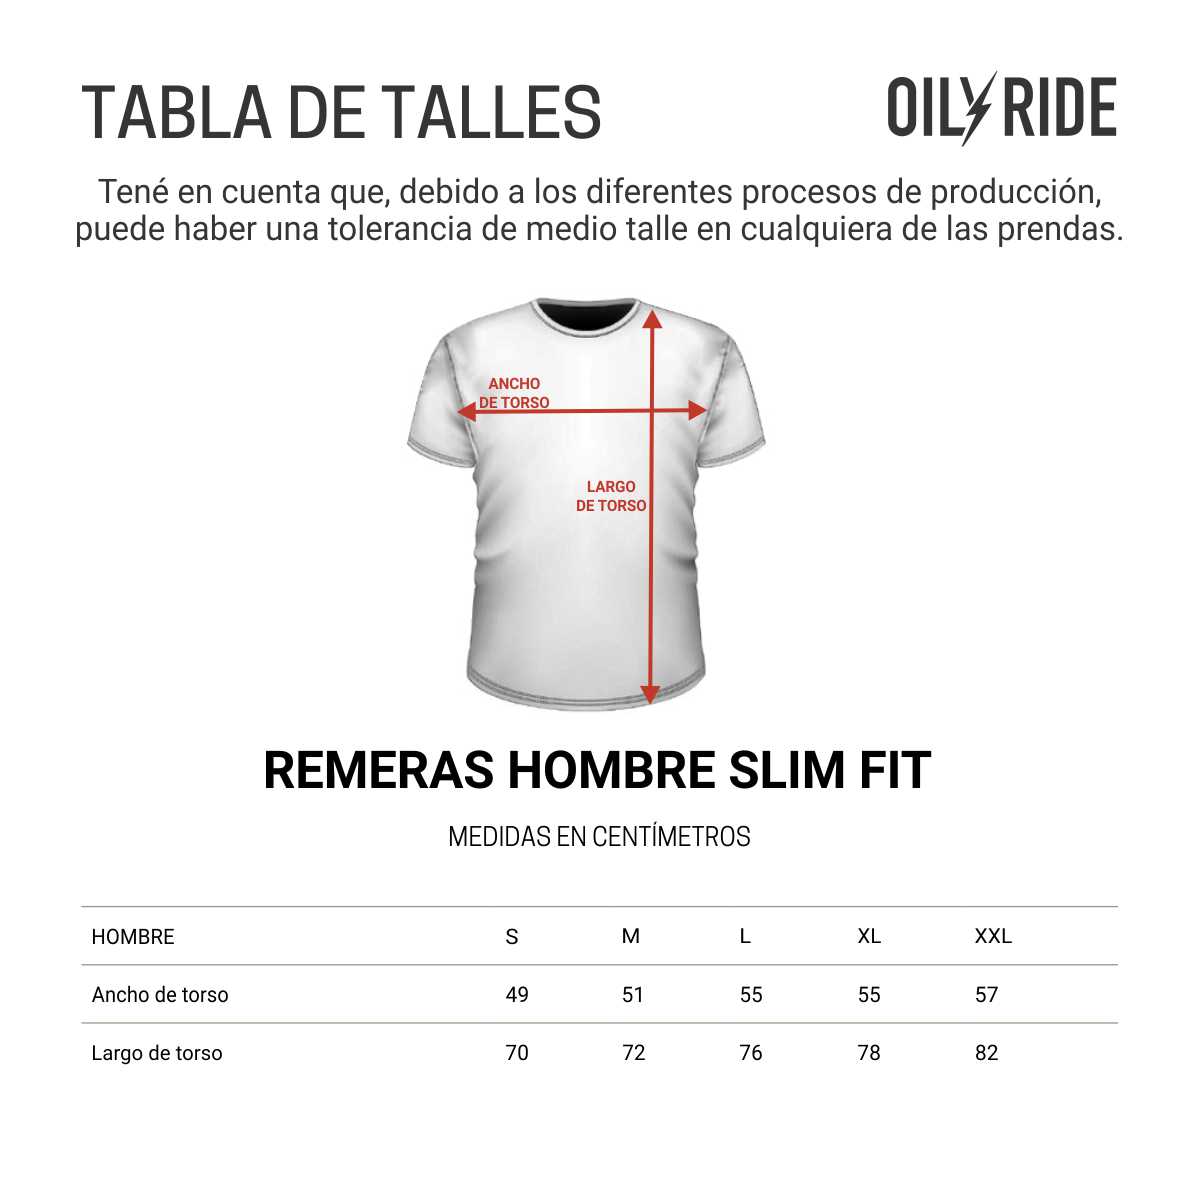 TABLA DE TALLES
OILY RIDE
Tené en cuenta que, debido a los diferentes procesos de producción,
puede haber una tolerancia de medio talle en cualquiera de las prendas.
ANCHO
DE TORSO
LARGO
DE TORSO
REMERAS HOMBRE SLIM FIT
MEDIDAS EN CENTÍMETROS
HOMBRE S M L XL XXL
Ancho de torso 49 51 55 55 57
Largo de torso 70 72 76 78 82